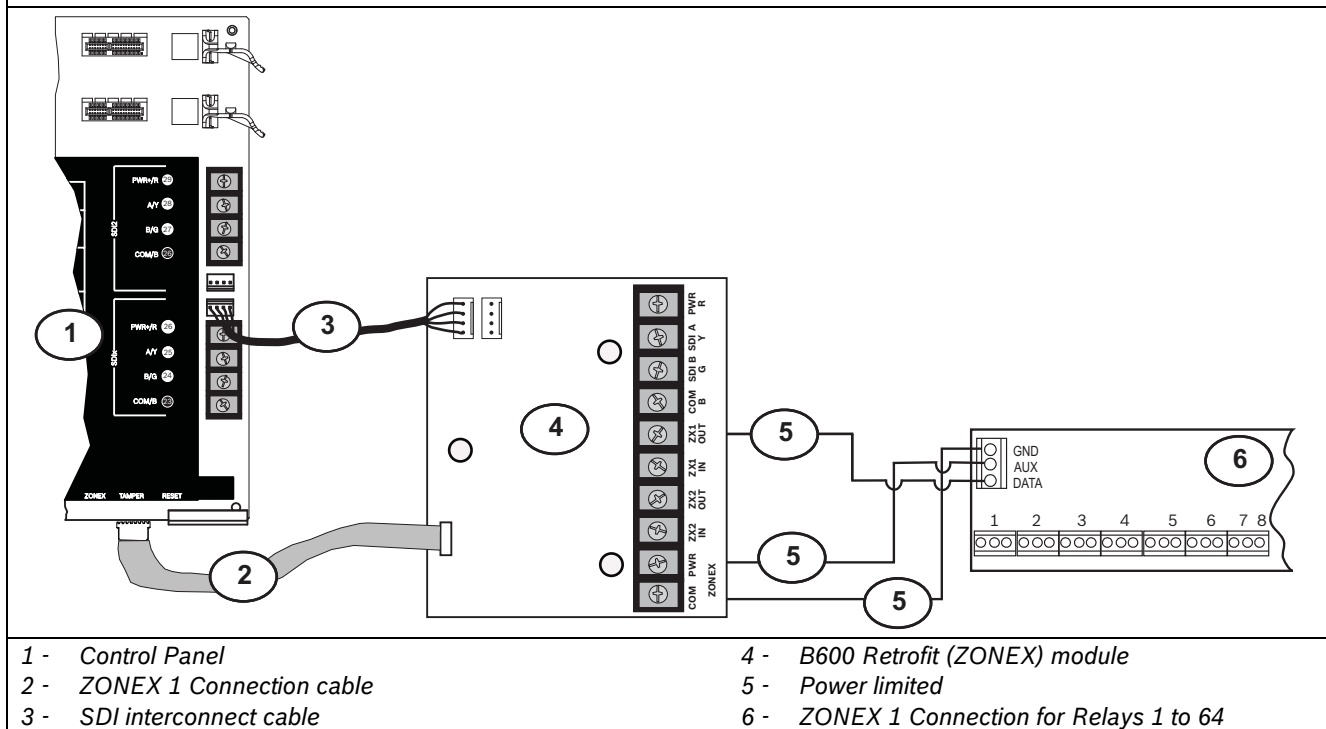 PWR+/R 29
A/Y 28
B/G 27
COM/B 26
SDI2
1
PWR+/R 26
A/Y 25
B/G 24
COM/B 23
ZONEX TAMPER RESET
2
3
4
PWR R
SDI A Y
SDI B G
COM B
ZX1 OUT
ZX1 IN
ZX2 OUT
ZX2 IN
PWR
COM
ZONEX
5
5
5
GND
AUX
DATA
6
1 2 3 4 5 6 7 8
1 - Control Panel
2 - ZONEX 1 Connection cable
3 - SDI interconnect cable
4 - B600 Retrofit (ZONEX) module
5 - Power limited
6 - ZONEX 1 Connection for Relays 1 to 64